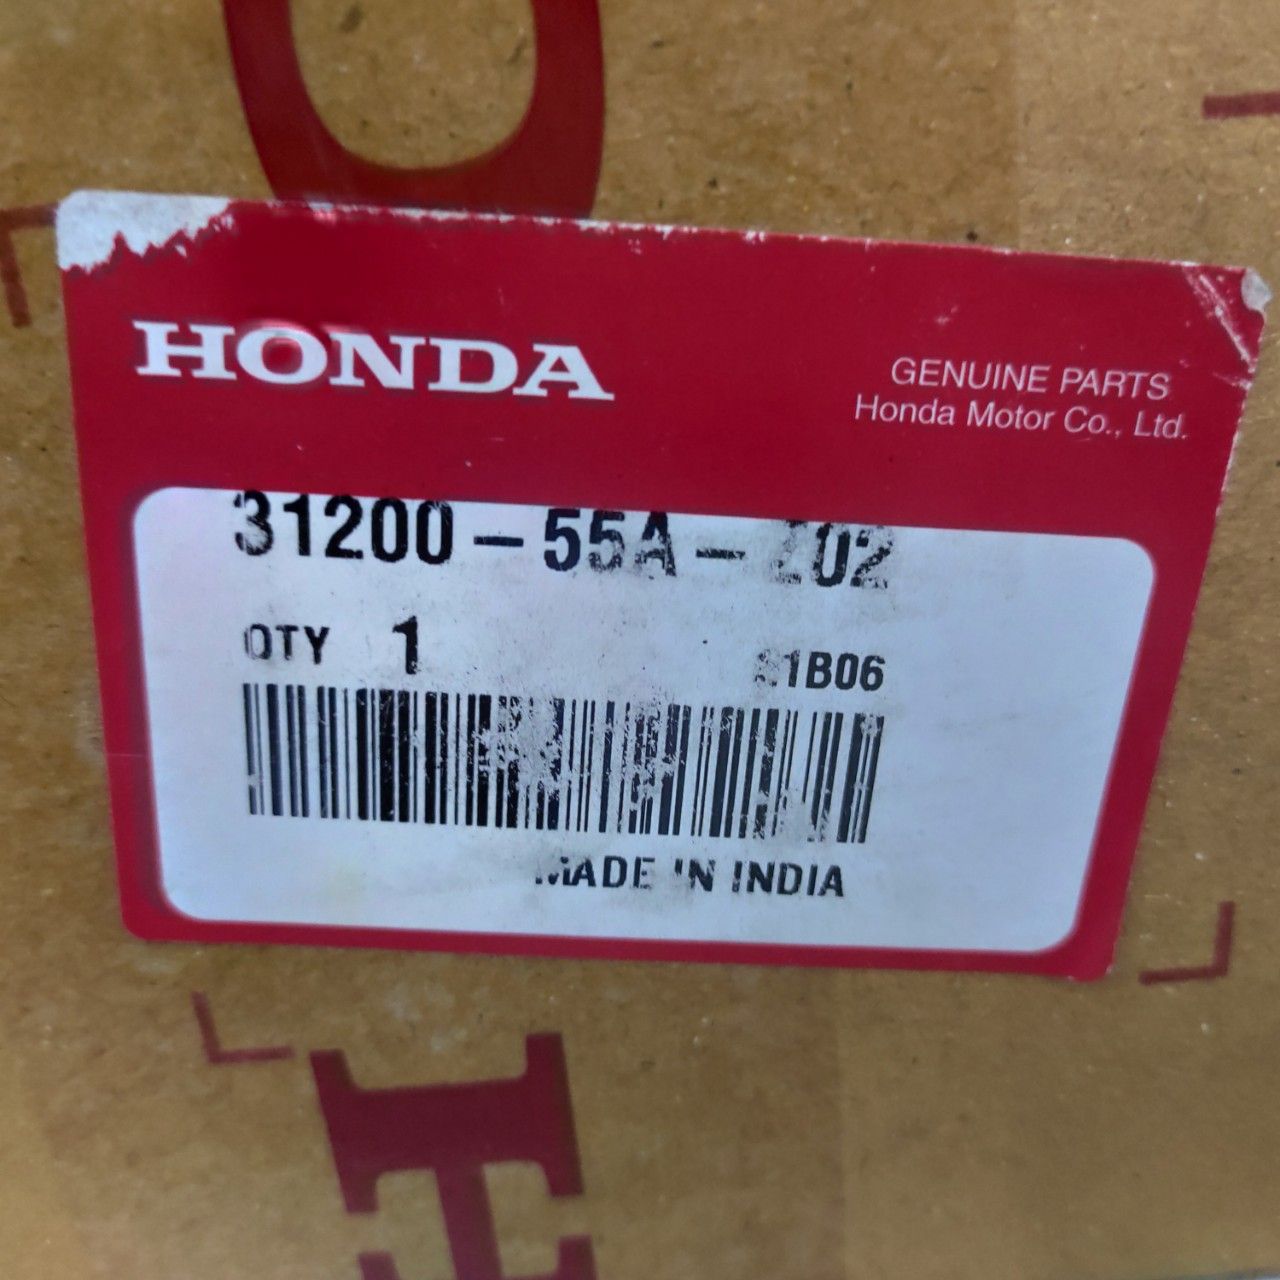 HONDA
GENUINE PARTS
Honda Motor Co., Ltd.
31200-55A-Z02
QTY 1
MADE IN INDIA